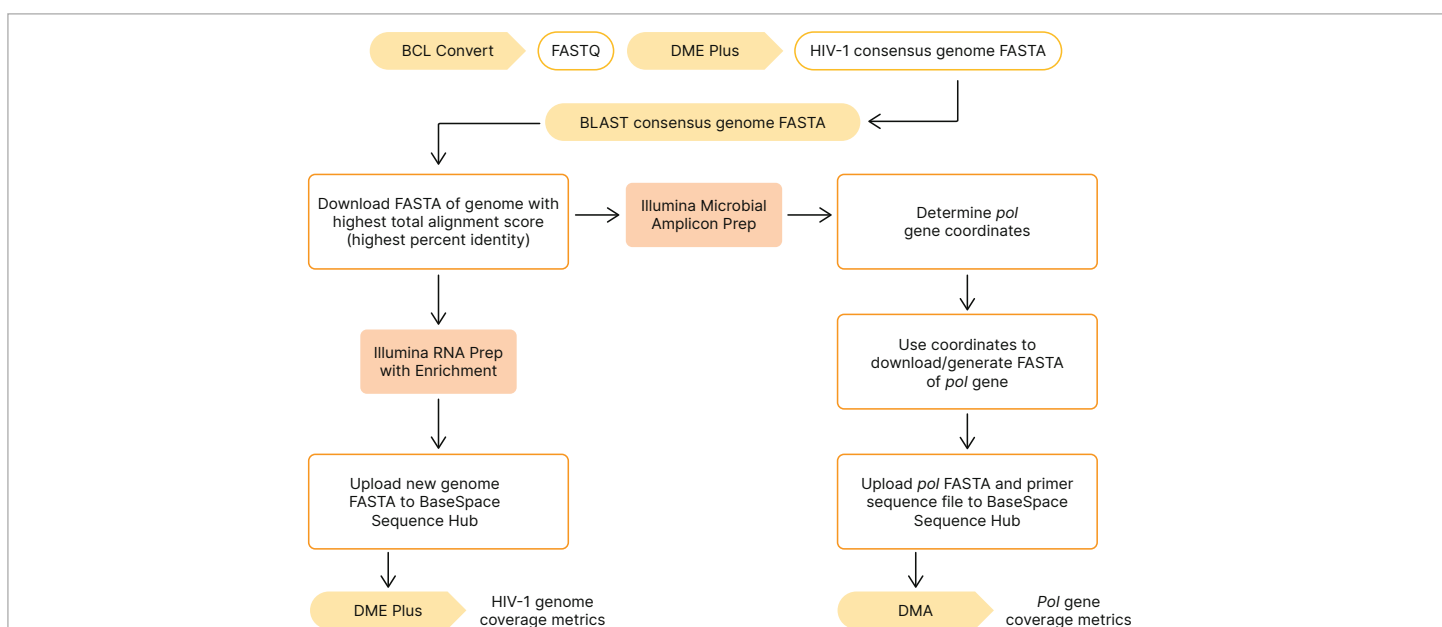 BCL Convert
FASTQ
DME Plus
HIV-1 consensus genome FASTA
BLAST consensus genome FASTA
Download FASTA of genome with
highest total alignment score
(highest percent identity)
Illumina Microbial
Amplicon Prep
Determine pol
gene coordinates
Illumina RNA Prep
with Enrichment
Use coordinates to
download/generate FASTA
of pol gene
Upload new genome
FASTA to BaseSpace
Sequence Hub
Upload pol FASTA and primer
sequence file to BaseSpace
Sequence Hub
DME Plus
HIV-1 genome
coverage metrics
DMA
Pol gene
coverage metrics